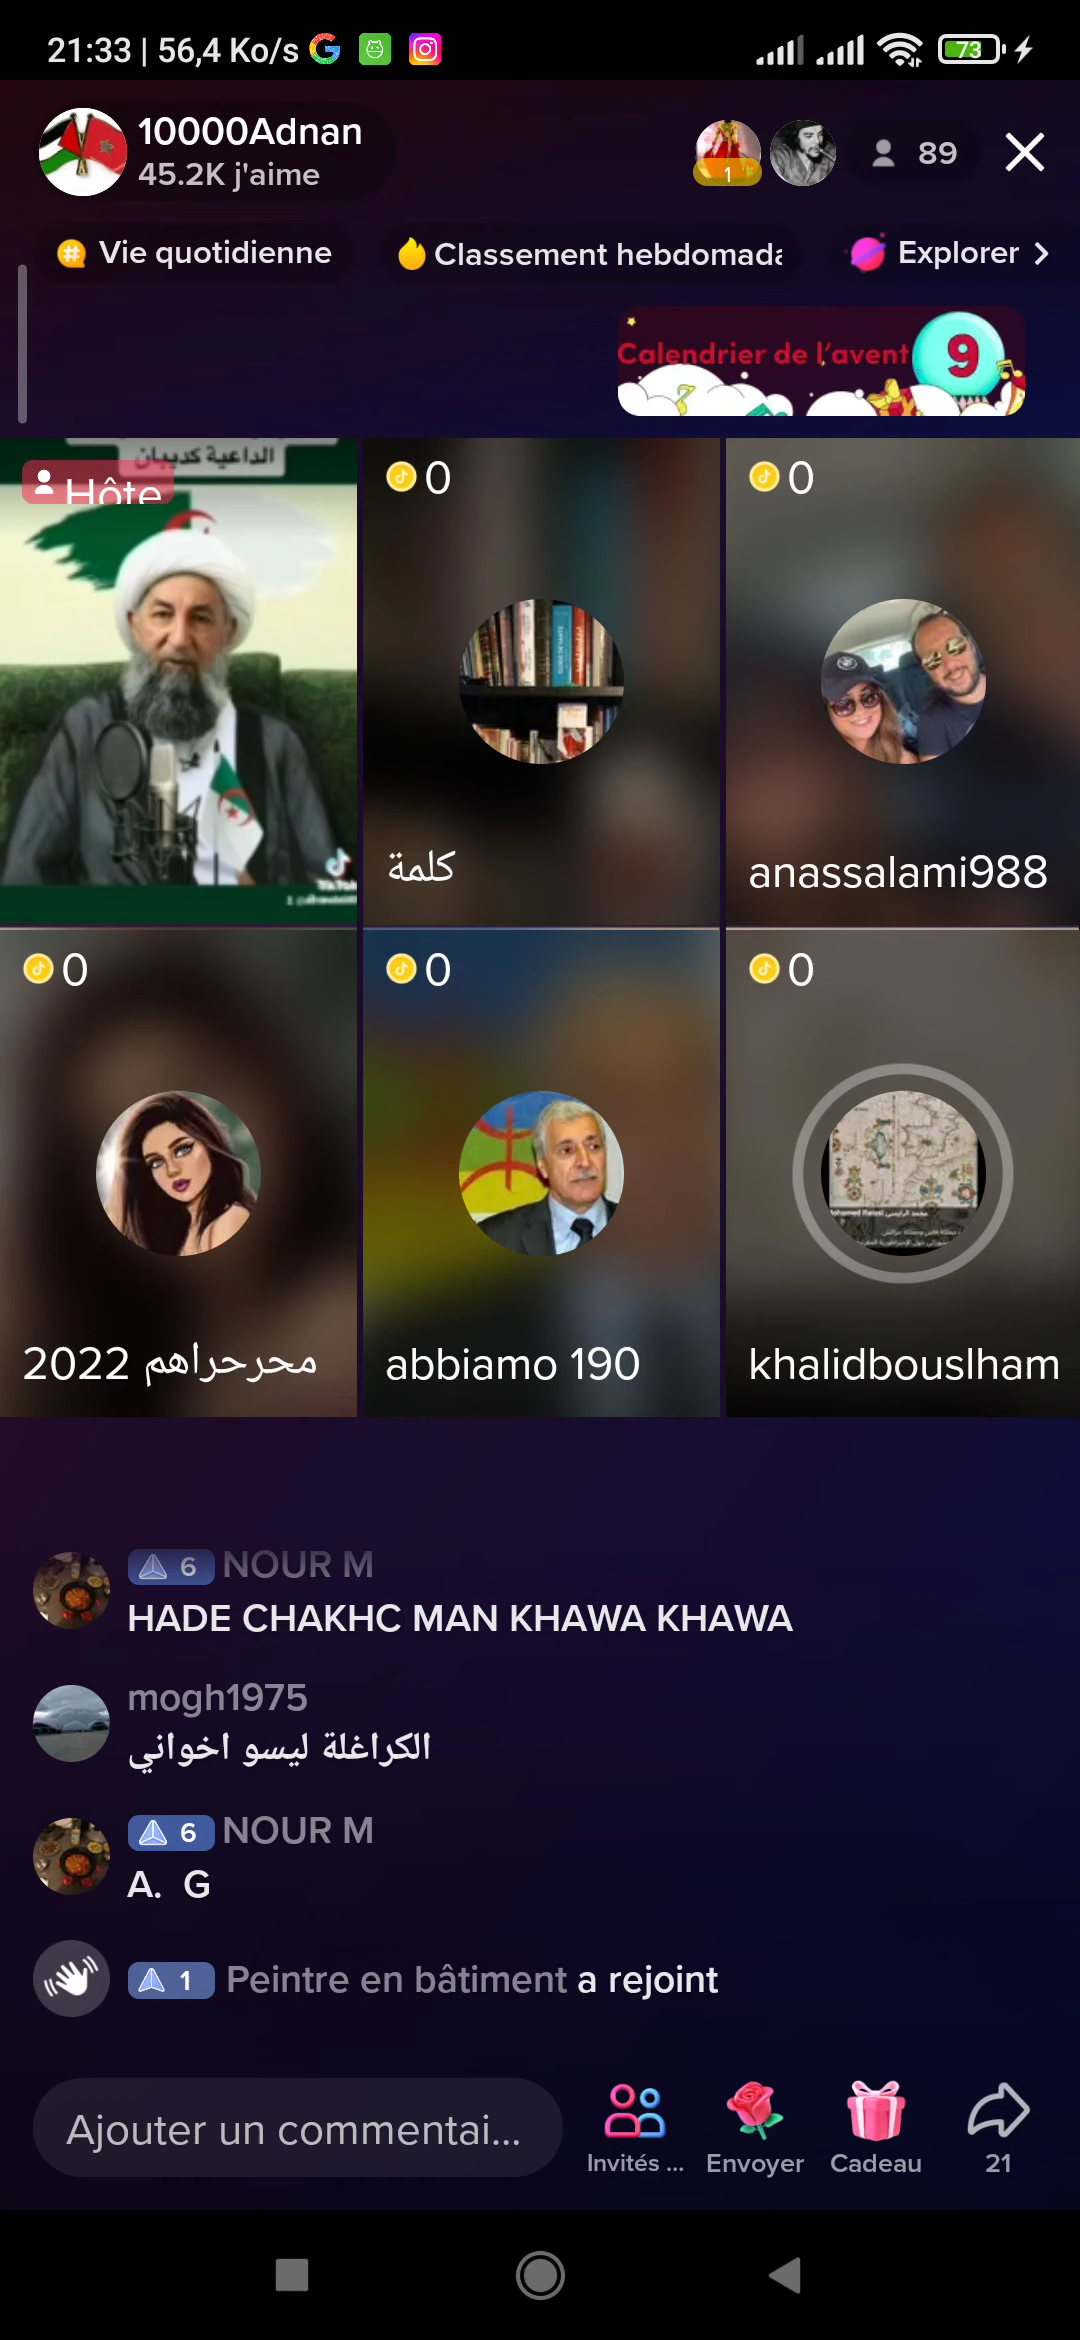 21:33 | 56,4 Ko/s
73
10000Adnan
45.2K j'aime
1
89
Vie quotidienne
Classement hebdomada
Explorer
Calendrier de l'avent
9
الداعية كديبان
Hôte
0
0
كلمة
anassalami988
TikTok
0
0
0
محرحراهم 2022
abbiamo 190
khalidbouslham
6 NOUR M
HADE CHAKHC MAN KHAWA KHAWA
mogh1975
الكراغلة ليسو اخواني
6 NOUR M
A. G
1 Peintre en bâtiment a rejoint
Ajouter un commentai...
Invités ...
Envoyer
Cadeau
21